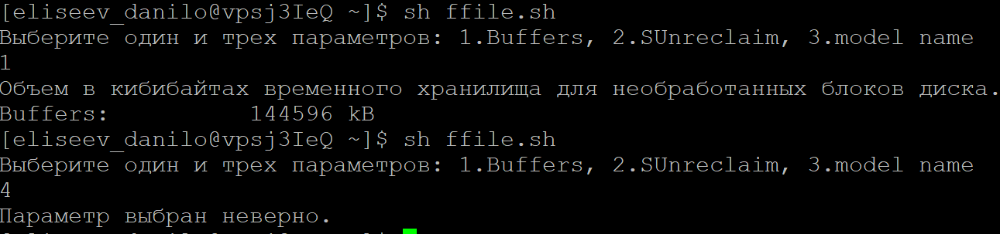 [eliseev_danilo@vpsj3IeQ ~]$ sh ffile.sh
Выберите один и трех параметров: 1.Buffers, 2.SUnreclaim, 3.model name
1
Объем в кибибайтах временного хранилища для необработанных блоков диска.
Buffers:          144596 kB
[eliseev_danilo@vpsj3IeQ ~]$ sh ffile.sh
Выберите один и трех параметров: 1.Buffers, 2.SUnreclaim, 3.model name
4
Параметр выбран неверно.